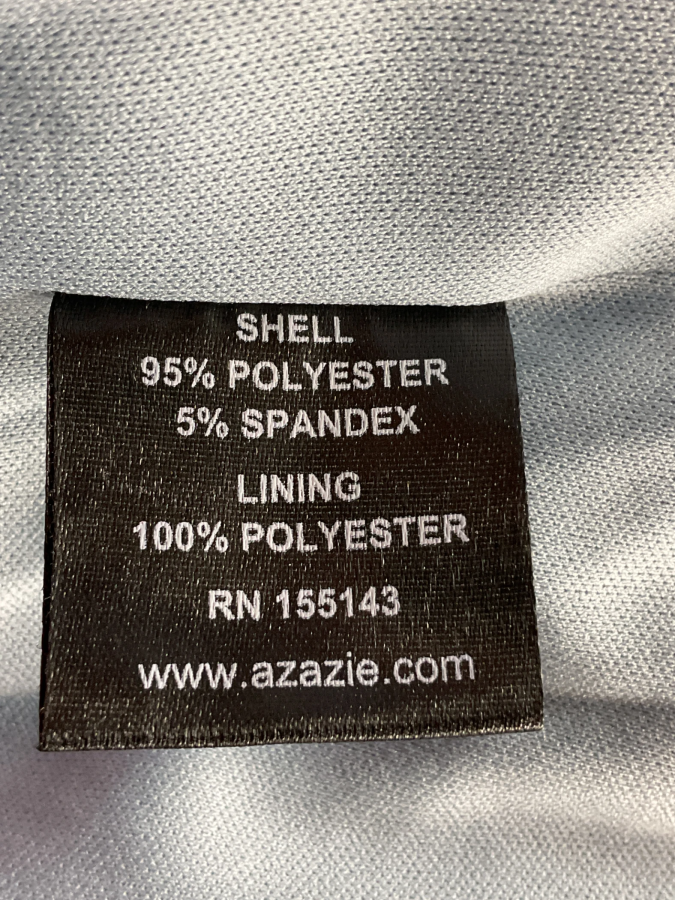 SHELL
95% POLYESTER
5% SPANDEX
LINING
100% POLYESTER
RN 155143
www.azazie.com